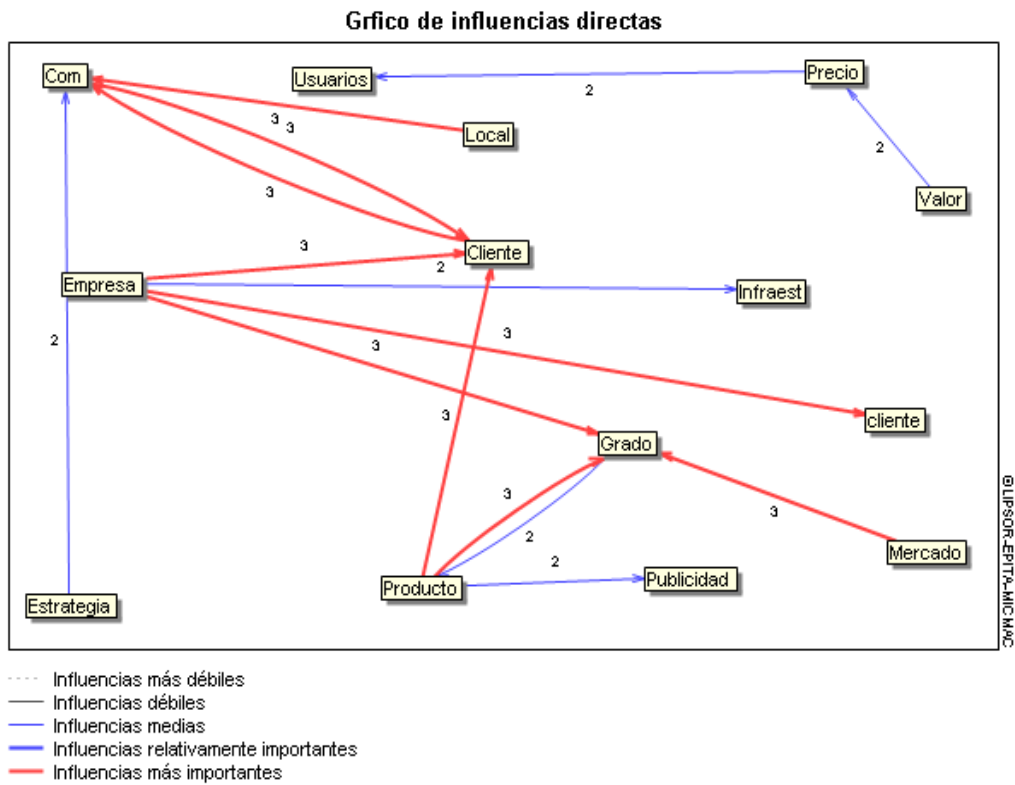 Grfico de influencias directas
Com
Usuarios
Precio
2
3
3
Local
2
3
Valor
3
Cliente
2
Empresa
Infraest
2
3
3
3
cliente
Grado
3
3
2
2
Mercado
Producto
Publicidad
Estrategia
©LIPSOR-EPITA-MICMAC
Influencias más débiles
Influencias débiles
Influencias medias
Influencias relativamente importantes
Influencias más importantes